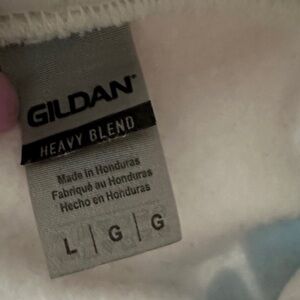 GILDAN
HEAVY BLEND
Made in Honduras
Fabriqué au Honduras
Hecho en Honduras
L | G | G